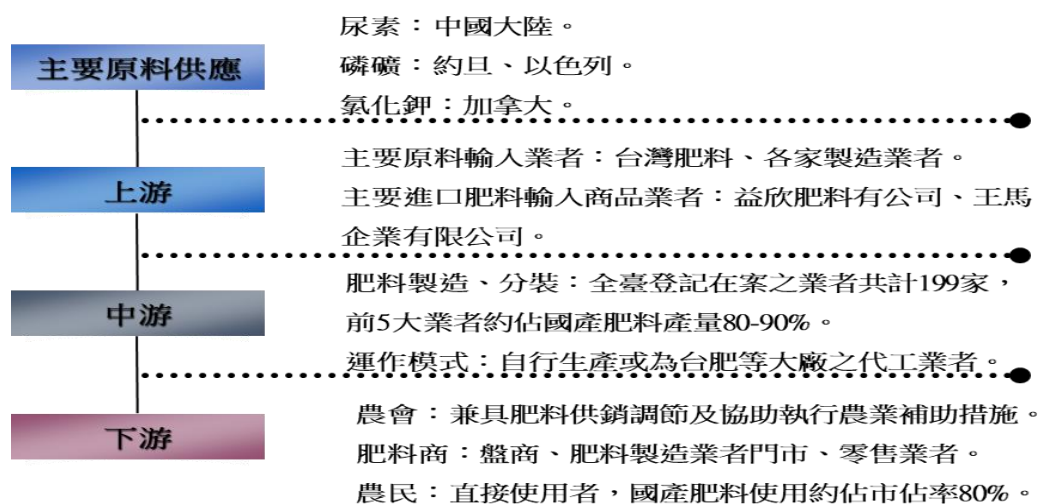 尿素：中國大陸。
主要原料供應
磷礦：約旦、以色列。
氯化鉀：加拿大。
主要原料輸入業者：台灣肥料、各家製造業者。
上游
主要進口肥料輸入商品業者：益欣肥料有公司、王馬
企業有限公司。
肥料製造、分裝：全臺登記在案之業者共計199家，
中游
前5大業者約佔國產肥料產量80-90%。
運作模式：自行生產或為台肥等大廠之代工業者。
農會：兼具肥料供銷調節及協助執行農業補助措施。
下游
肥料商：盤商、肥料製造業者門市、零售業者。
農民：直接使用者，國產肥料使用約佔市佔率80%。